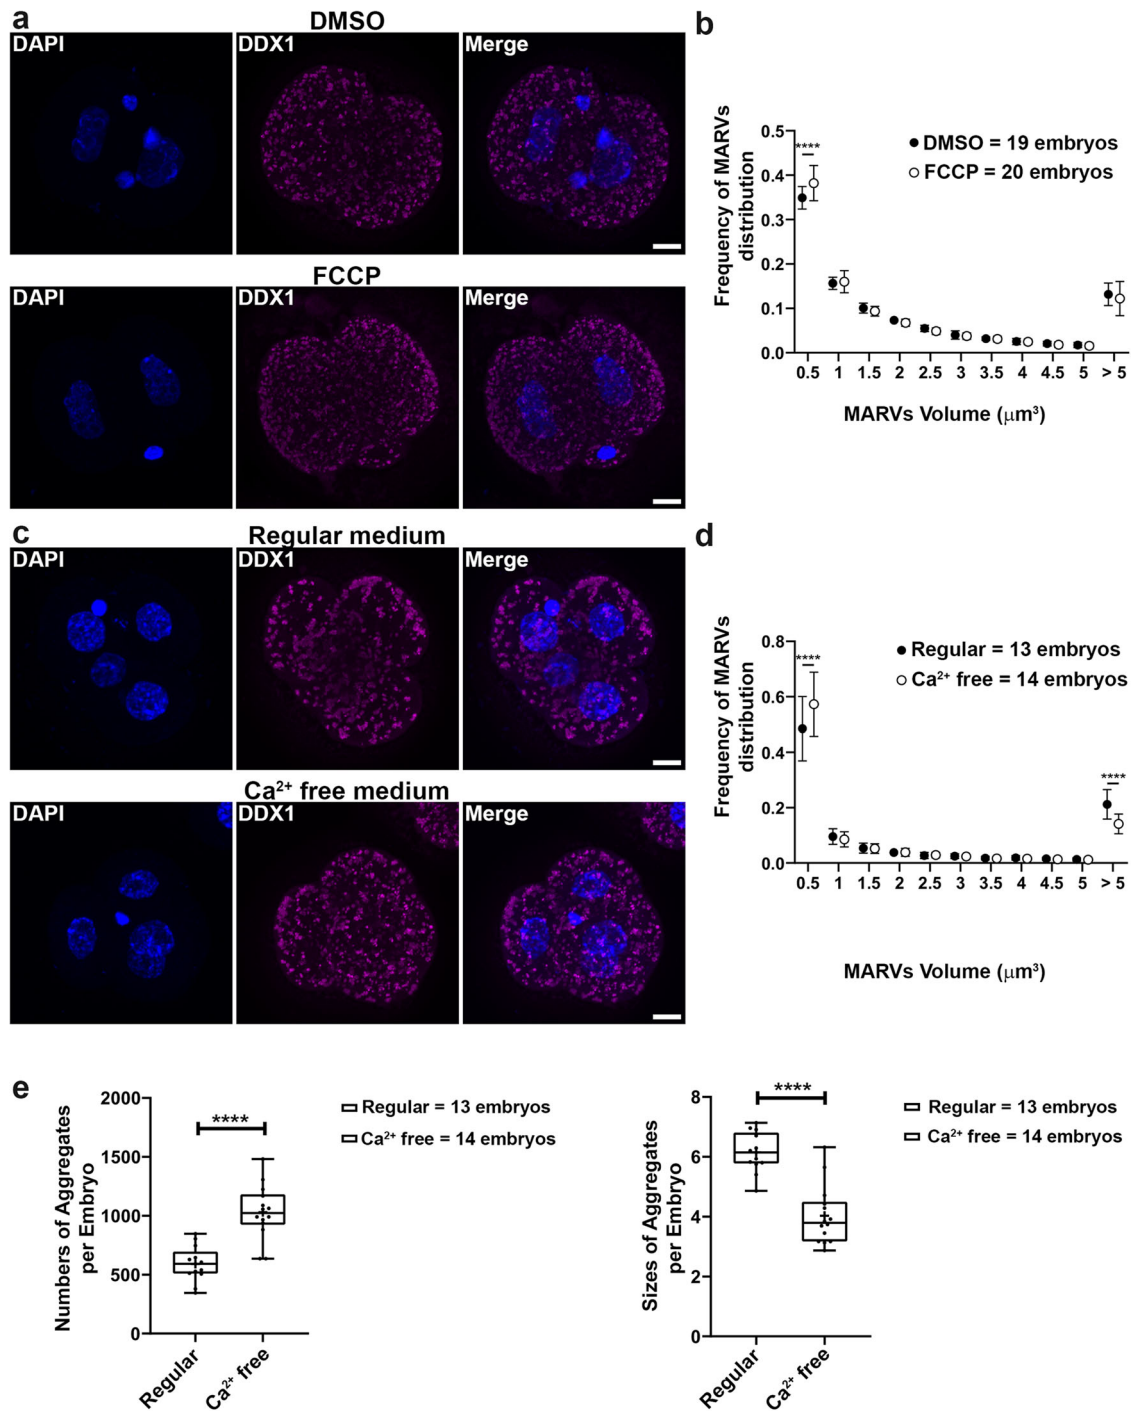 a
DMSO
DAPI
DDX1
Merge
FCCP
DAPI
DDX1
Merge
b
Frequency of MARVs
distribution
0.5
0.4
0.3
0.2
0.1
0.0
****
DMSO = 19 embryos
FCCP = 20 embryos
0.5 1 1.5 2 2.5 3 3.5 4 4.5 5 > 5
MARVs Volume (μm³)
c
Regular medium
DAPI
DDX1
Merge
Ca²⁺ free medium
DAPI
DDX1
Merge
d
Frequency of MARVs
distribution
0.8
0.6
0.4
0.2
0.0
****
****
Regular = 13 embryos
Ca²⁺ free = 14 embryos
0.5 1 1.5 2 2.5 3 3.5 4 4.5 5 > 5
MARVs Volume (μm³)
e
Numbers of Aggregates
per Embryo
2000
1500
1000
500
0
****
Regular = 13 embryos
Ca²⁺ free = 14 embryos
Regular
Ca²⁺ free
Sizes of Aggregates
per Embryo
8
6
4
2
0
****
Regular = 13 embryos
Ca²⁺ free = 14 embryos
Regular
Ca²⁺ free